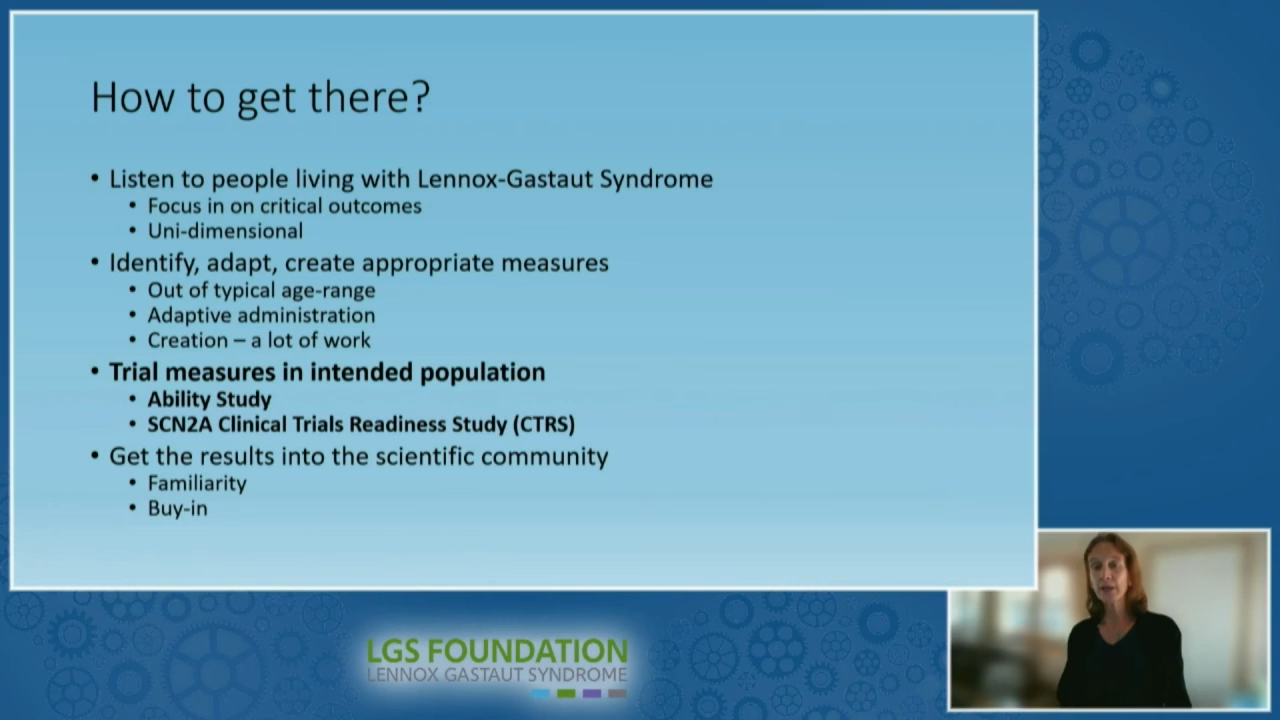 How to get there?
• Listen to people living with Lennox-Gastaut Syndrome
• Focus in on critical outcomes
• Uni-dimensional
• Identify, adapt, create appropriate measures
• Out of typical age-range
• Adaptive administration
• Creation – a lot of work
• Trial measures in intended population
• Ability Study
• SCN2A Clinical Trials Readiness Study (CTRS)
• Get the results into the scientific community
• Familiarity
• Buy-in
LGS FOUNDATION
LENNOX GASTAUT SYNDROME